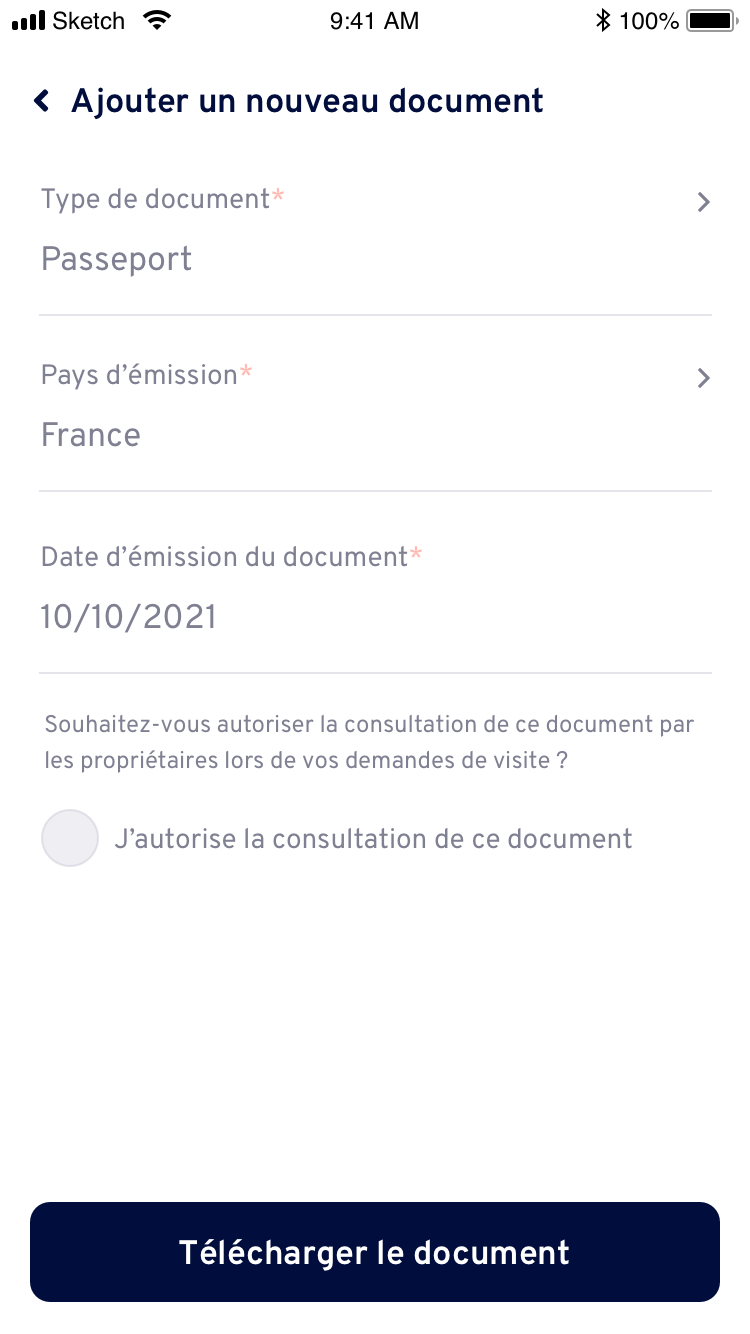 Sketch 9:41 AM 100%
Ajouter un nouveau document
Type de document*
Passeport
Pays d’émission*
France
Date d’émission du document*
10/10/2021
Souhaitez-vous autoriser la consultation de ce document par
les propriétaires lors de vos demandes de visite ?
J’autorise la consultation de ce document
Télécharger le document